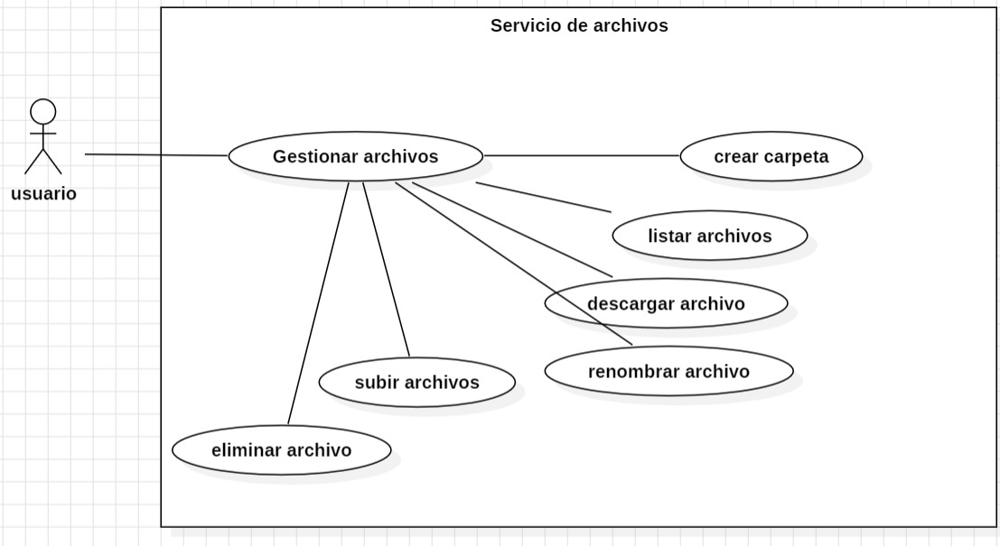 Servicio de archivos
usuario
Gestionar archivos
crear carpeta
listar archivos
descargar archivo
renombrar archivo
subir archivos
eliminar archivo